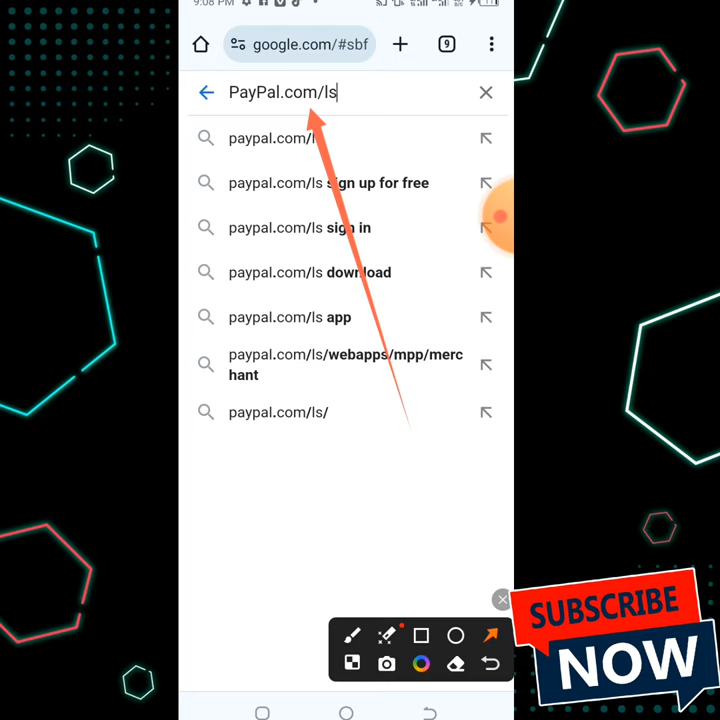 9:08 PM
google.com/#sbf
9
PayPal.com/ls
paypal.com/l
paypal.com/ls sign up for free
paypal.com/ls sign in
paypal.com/ls download
paypal.com/ls app
paypal.com/ls/webapps/mpp/merc
hant
paypal.com/ls/
SUBSCRIBE
NOW